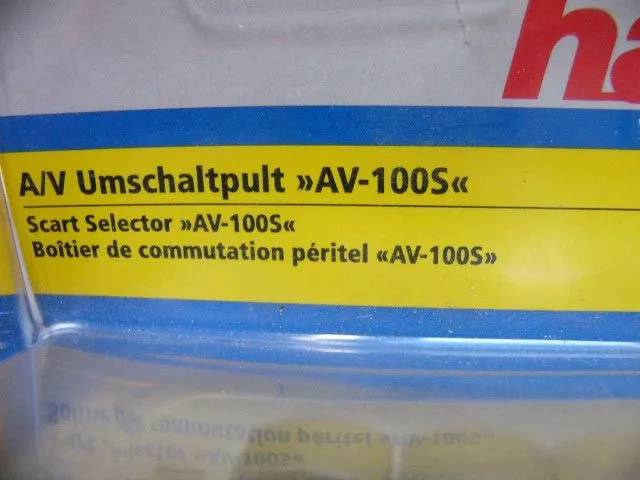 ha
A/V Umschaltpult »AV-100S«
Scart Selector »AV-100S«
Boîtier de commutation péritel «AV-100S»